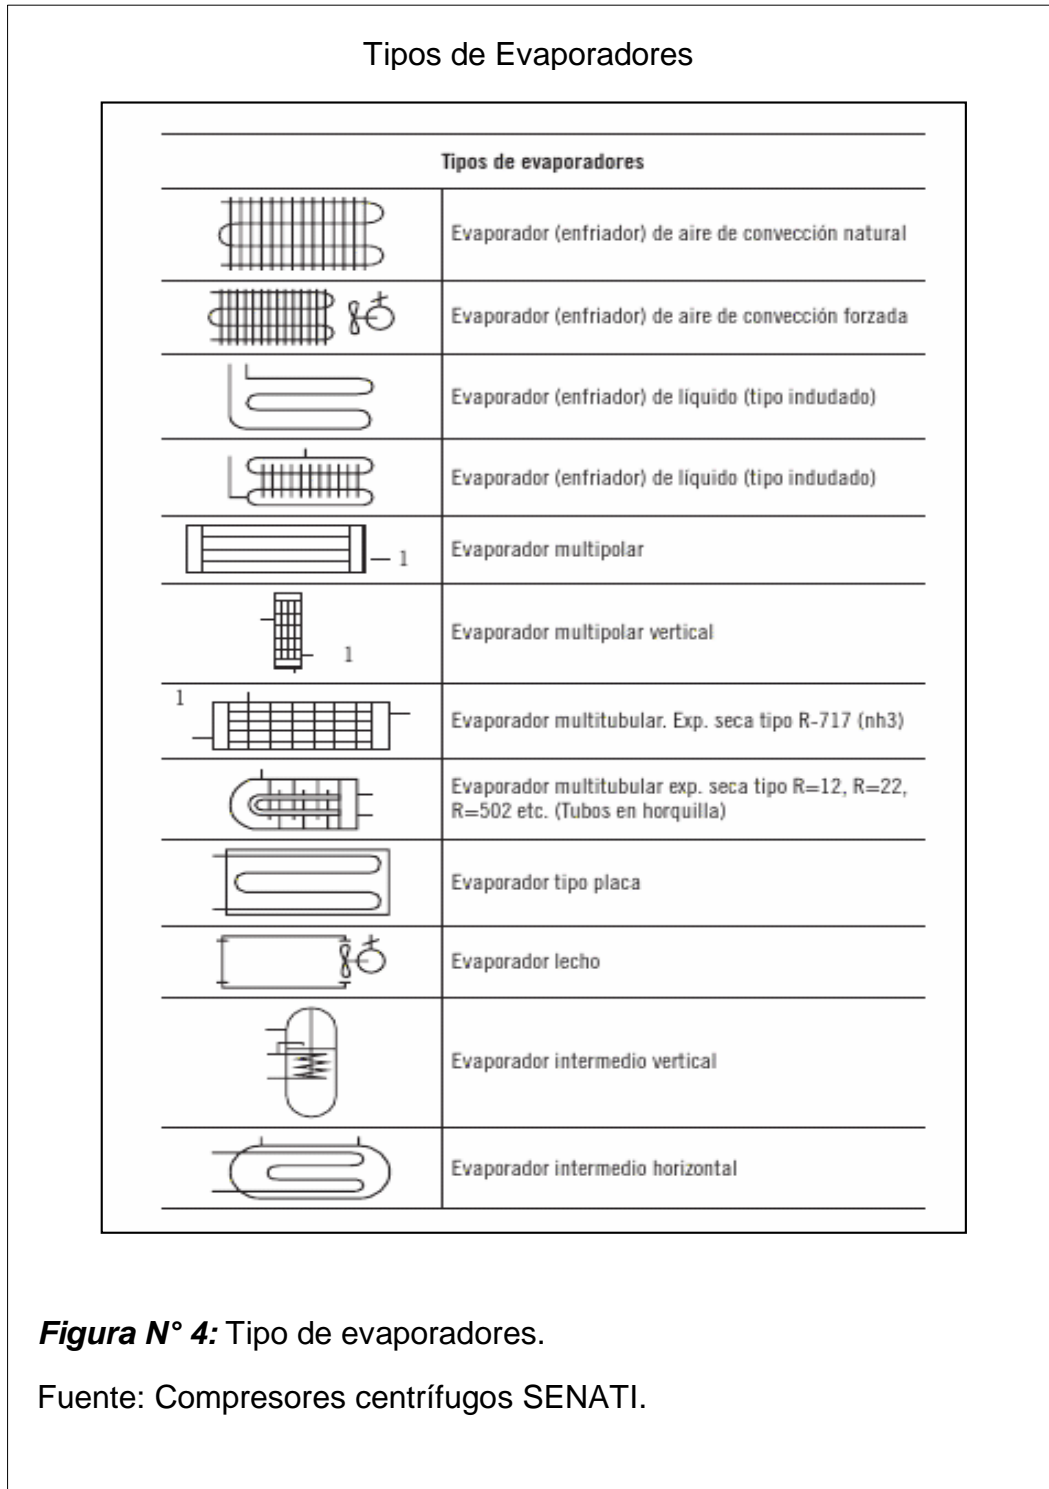 Tipos de Evaporadores
Tipos de evaporadores
Evaporador (enfriador) de aire de convección natural
Evaporador (enfriador) de aire de convección forzada
Evaporador (enfriador) de líquido (tipo indudado)
Evaporador (enfriador) de líquido (tipo indudado)
1
Evaporador multipolar
1
Evaporador multipolar vertical
1
Evaporador multitubular. Exp. seca tipo R-717 (nh3)
Evaporador multitubular exp. seca tipo R=12, R=22,
R=502 etc. (Tubos en horquilla)
Evaporador tipo placa
Evaporador lecho
Evaporador intermedio vertical
Evaporador intermedio horizontal
Figura N° 4: Tipo de evaporadores.
Fuente: Compresores centrífugos SENATI.